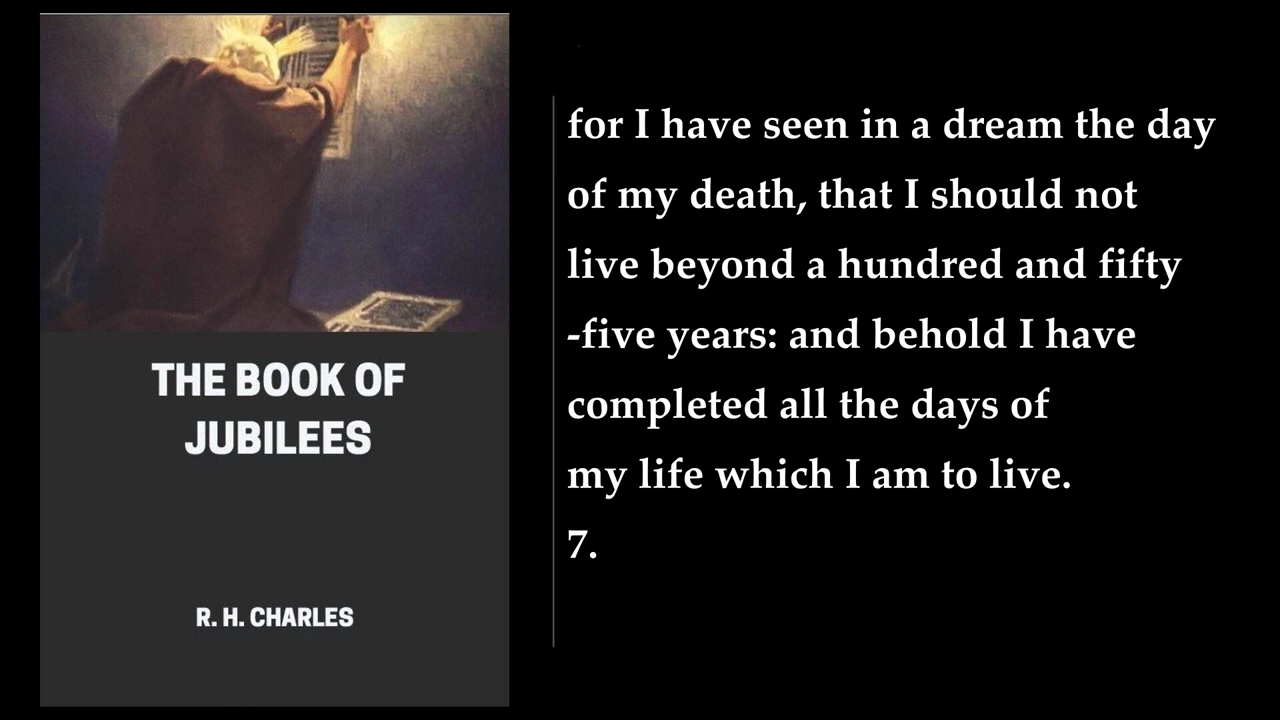 THE BOOK OF
JUBILEES
R. H. CHARLES
for I have seen in a dream the day
of my death, that I should not
live beyond a hundred and fifty
-five years: and behold I have
completed all the days of
my life which I am to live.
7.